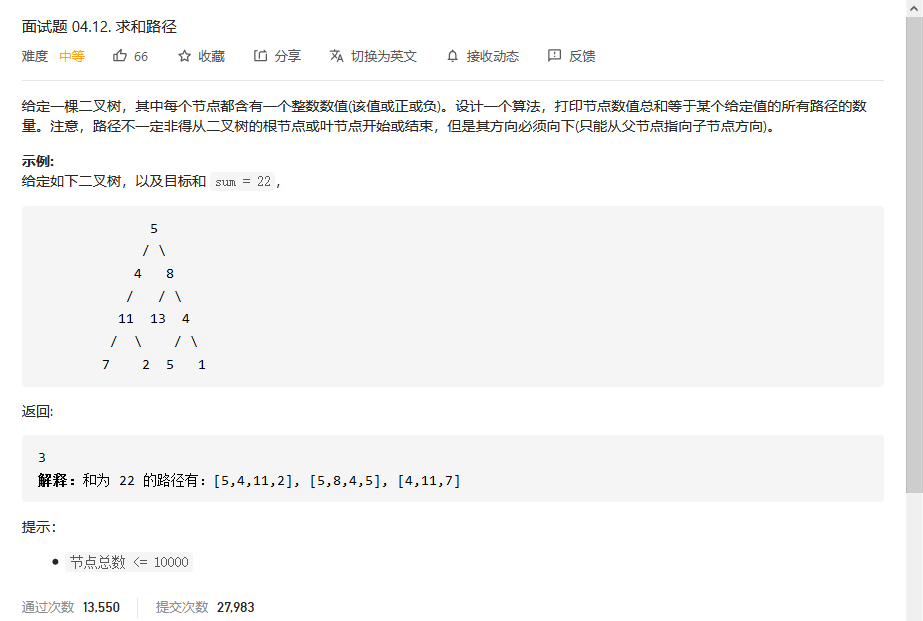 面试题 04.12. 求和路径
难度 中等 66 收藏 分享 切换为英文 接收动态 反馈
给定一棵二叉树，其中每个节点都含有一个整数数值(该值或正或负)。设计一个算法，打印节点数值总和等于某个给定值的所有路径的数
量。注意，路径不一定非得从二叉树的根节点或叶节点开始或结束，但是其方向必须向下(只能从父节点指向子节点方向)。
示例:
给定如下二叉树，以及目标和 sum = 22 ，
5
/ \
4 8
/ / \
11 13 4
/ \ / \
7 2 5 1
返回:
3
解释：和为 22 的路径有：[5,4,11,2], [5,8,4,5], [4,11,7]
提示：
• 节点总数 <= 10000
通过次数 13,550 提交次数 27,983